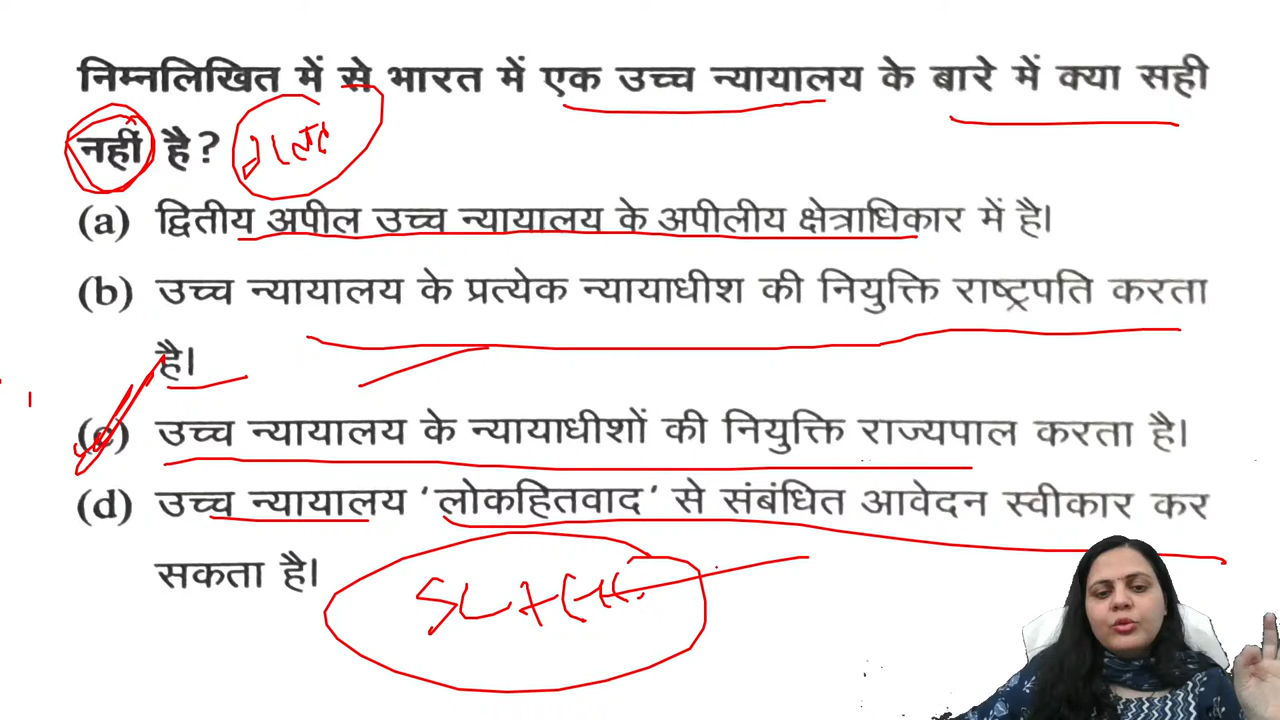 निम्नलिखित में से भारत में एक उच्च न्यायालय के बारे में क्या सही
नहीं है? गलत
(a) द्वितीय अपील उच्च न्यायालय के अपीलीय क्षेत्राधिकार में है।
(b) उच्च न्यायालय के प्रत्येक न्यायाधीश की नियुक्ति राष्ट्रपति करता
है।
(c) उच्च न्यायालय के न्यायाधीशों की नियुक्ति राज्यपाल करता है।
(d) उच्च न्यायालय 'लोकहितवाद' से संबंधित आवेदन स्वीकार कर
सकता है।